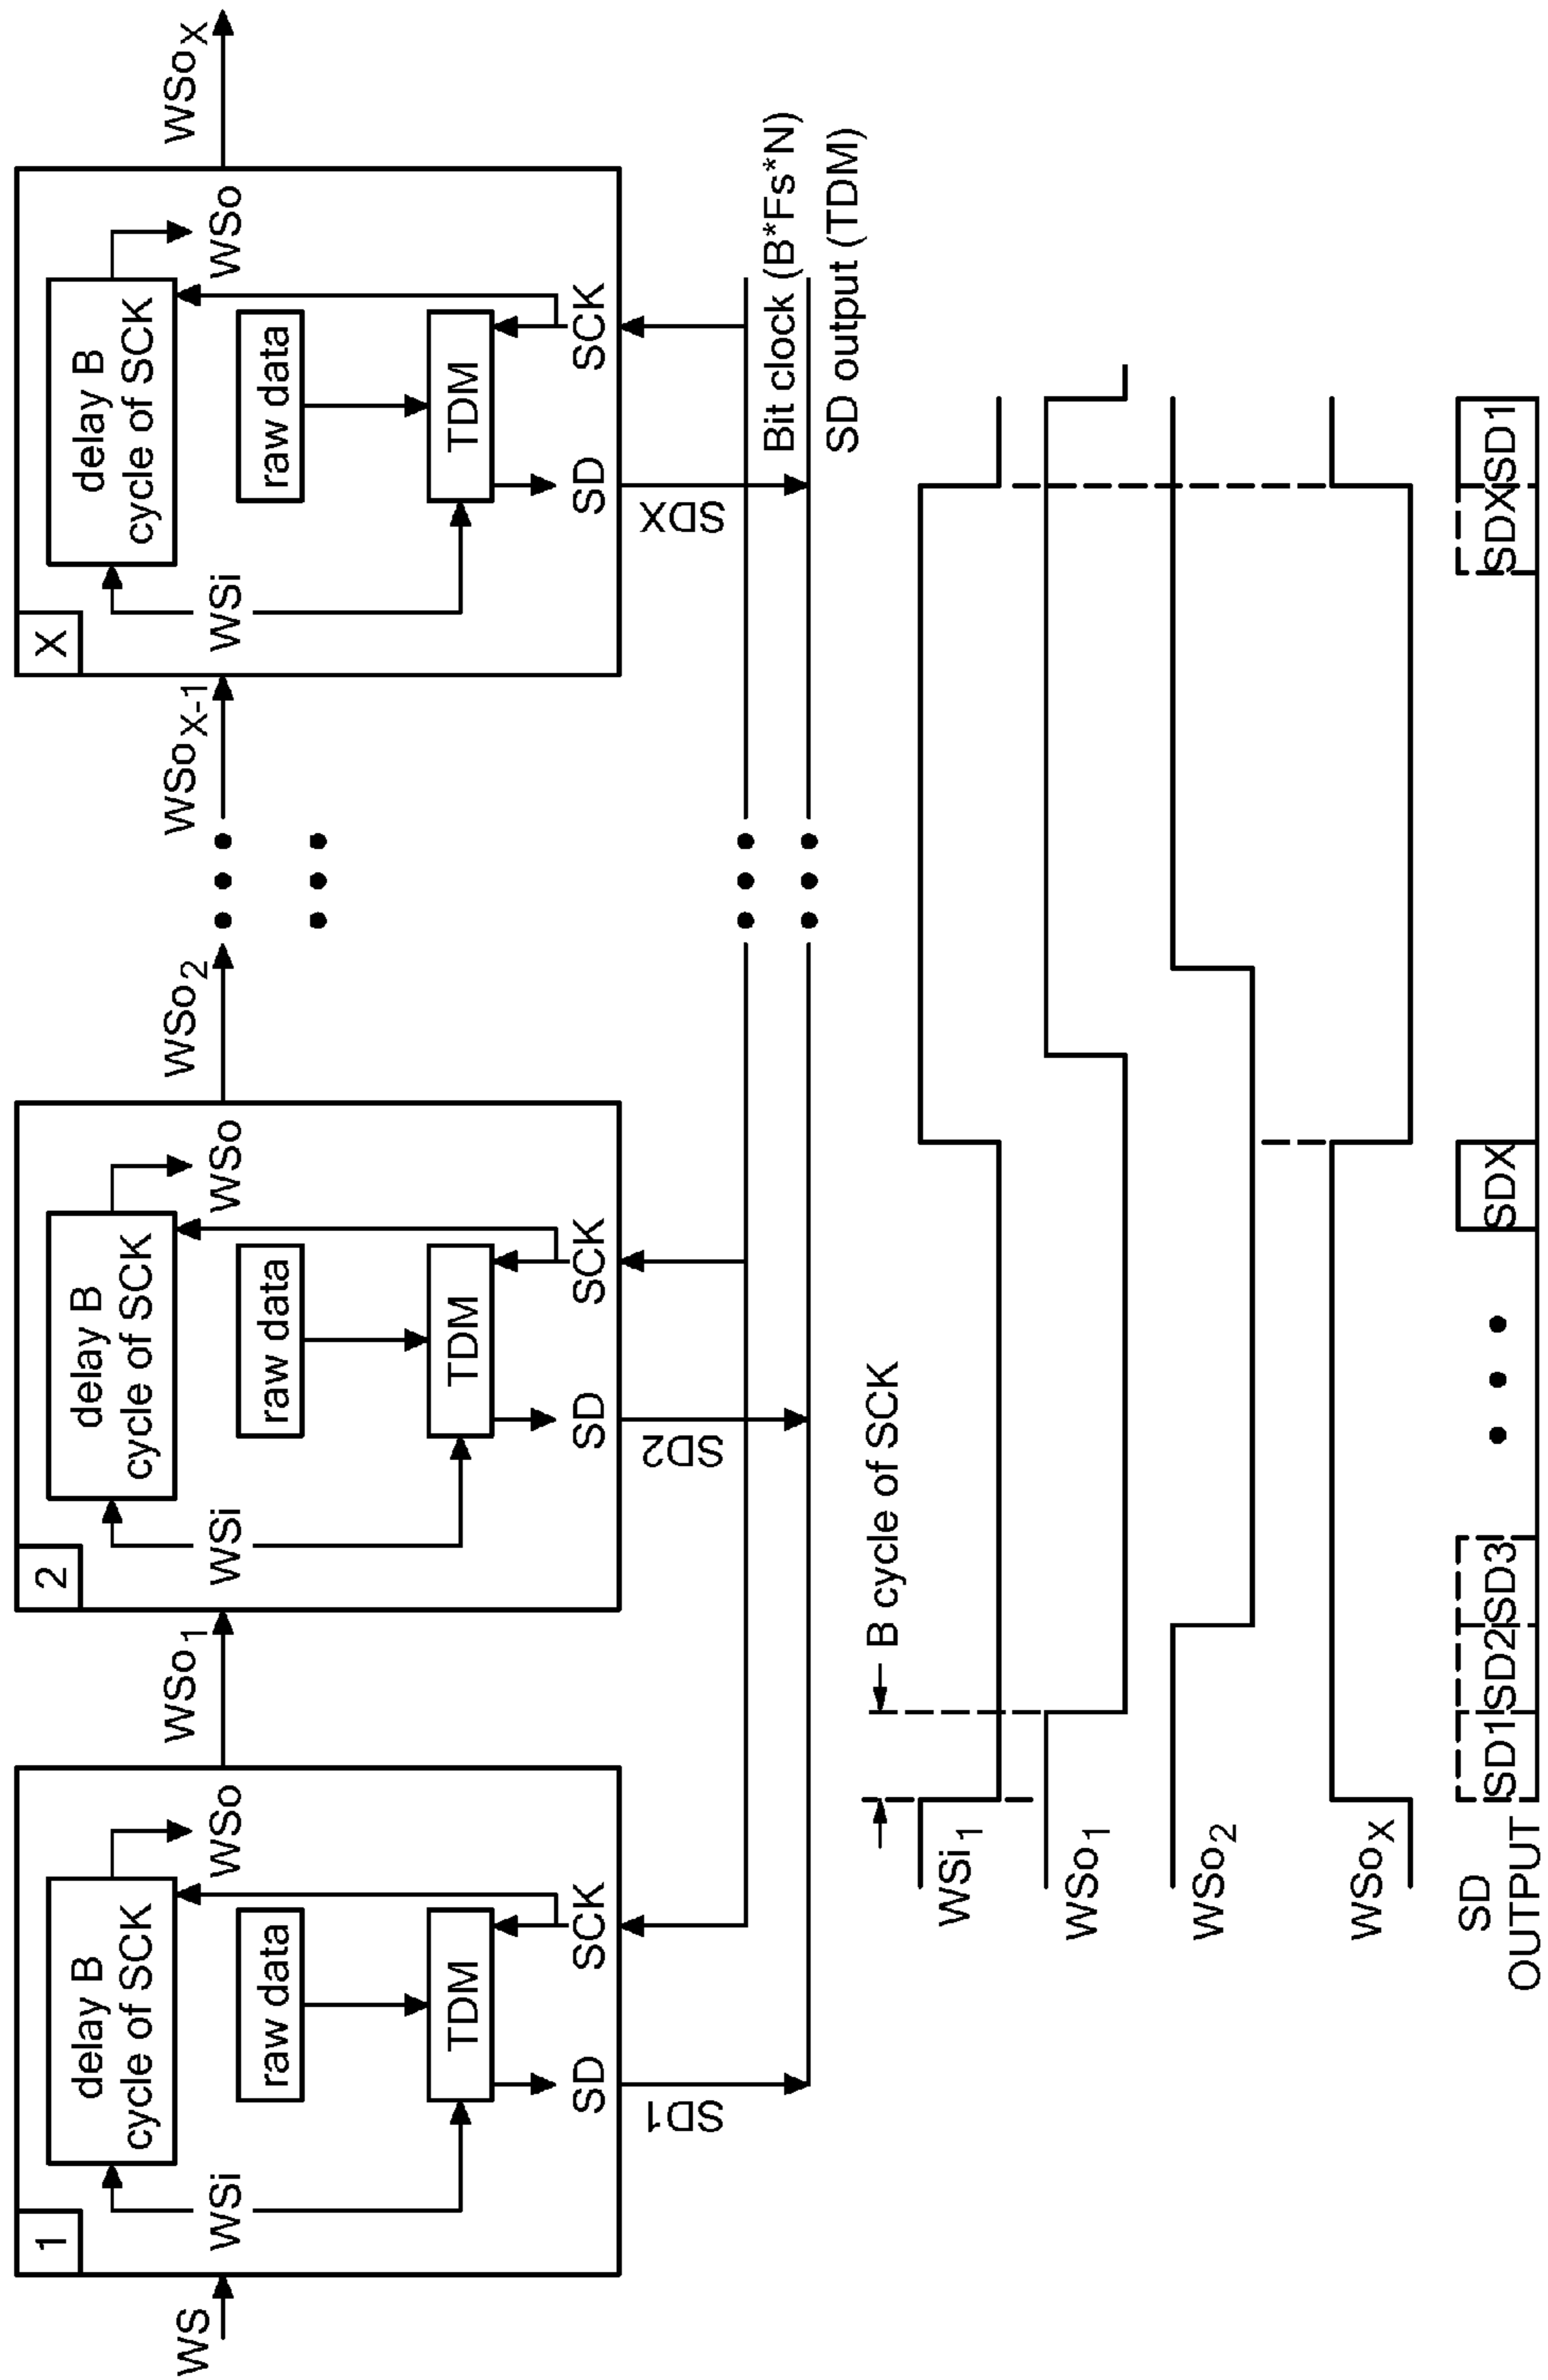 1
WS
WSi
delay B
cycle of SCK
WSo
raw data
TDM
SD
SCK
SD1
WSo1
2
WSi
delay B
cycle of SCK
WSo
raw data
TDM
SD
SCK
SD2
WSo2
WSoX-1
X
WSi
delay B
cycle of SCK
WSo
raw data
TDM
SD
SCK
SDX
WSoX
Bit clock (B*Fs*N)
SD output (TDM)
B cycle of SCK
WSi1
WSo1
WSo2
WSoX
SD
OUTPUT
SD1 SD2 SD3 SDX SDX SD1